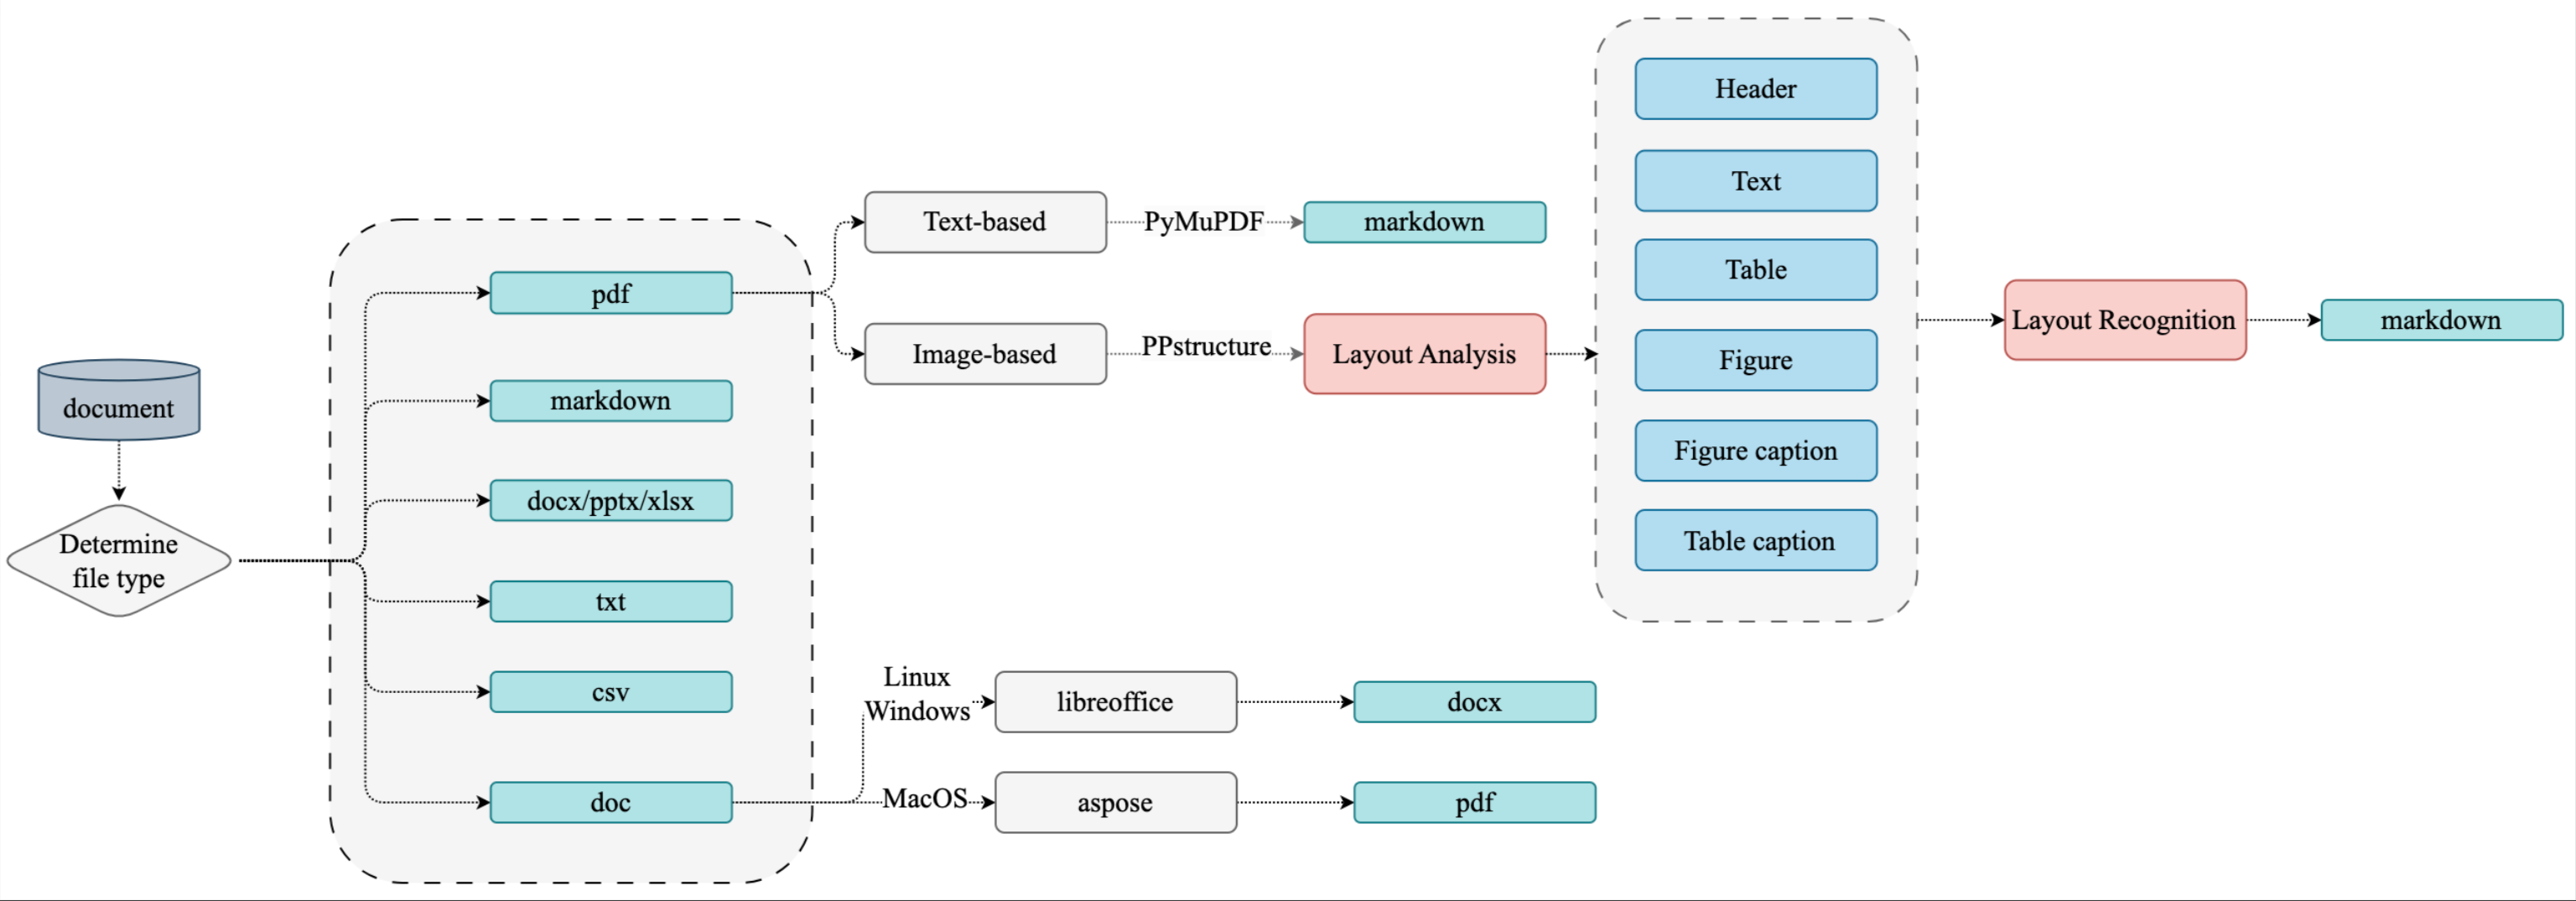 document
Determine
file type
pdf
markdown
docx/pptx/xlsx
txt
csv
doc
Text-based
PyMuPDF
markdown
Image-based
PPstructure
Layout Analysis
Header
Text
Table
Figure
Figure caption
Table caption
Layout Recognition
markdown
Linux
Windows
libreoffice
docx
MacOS
aspose
pdf